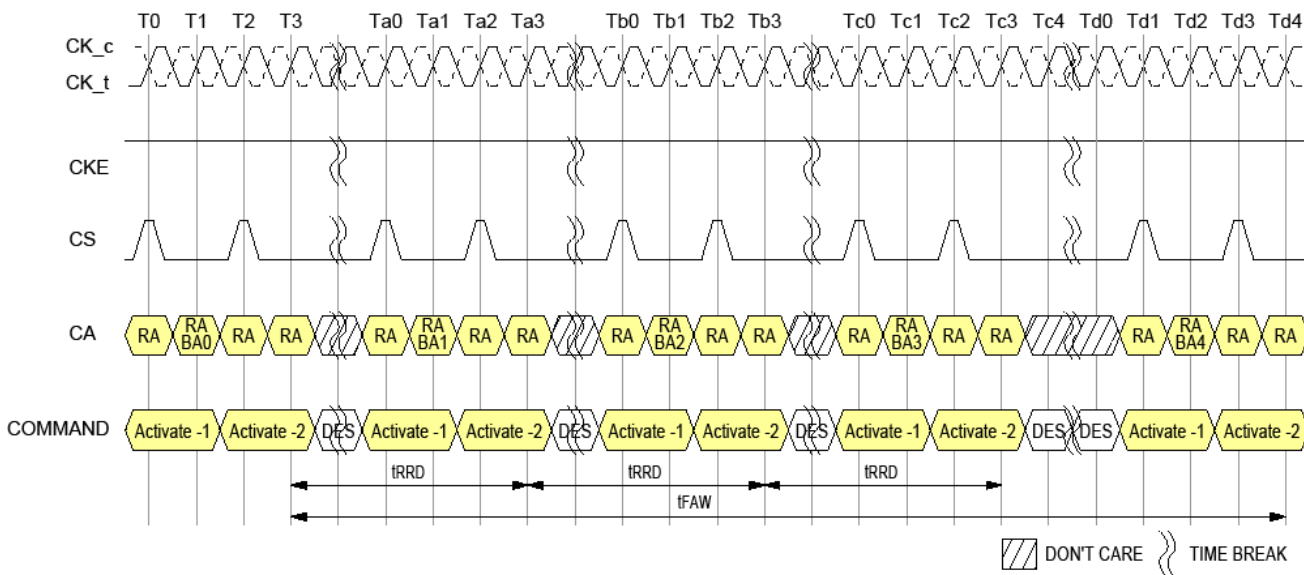 T0 T1 T2 T3 Ta0 Ta1 Ta2 Ta3 Tb0 Tb1 Tb2 Tb3 Tc0 Tc1 Tc2 Tc3 Tc4 Td0 Td1 Td2 Td3 Td4
CK_c
CK_t
CKE
CS
CA RA RA BA0 RA RA RA RA BA1 RA RA RA RA BA2 RA RA RA RA BA3 RA RA RA RA BA4 RA RA
COMMAND Activate -1 Activate -2 DES Activate -1 Activate -2 DES Activate -1 Activate -2 DES Activate -1 Activate -2 DES DES Activate -1 Activate -2
tRRD tRRD tRRD
tFAW
DON'T CARE TIME BREAK